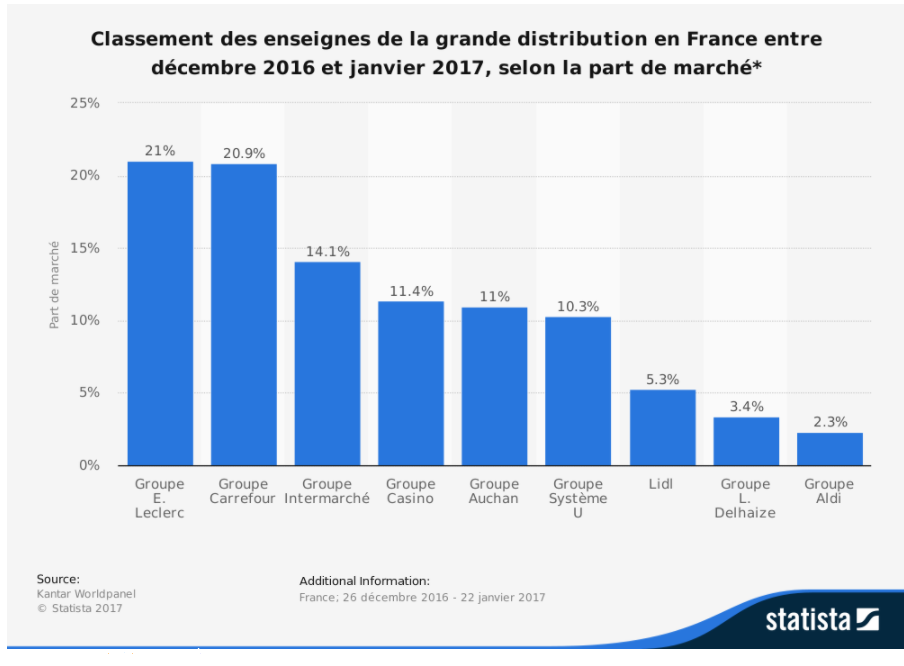 Classement des enseignes de la grande distribution en France entre
décembre 2016 et janvier 2017, selon la part de marché*
25%
20%
15%
10%
5%
0%
Part de marché
21%
20.9%
14.1%
11.4%
11%
10.3%
5.3%
3.4%
2.3%
Groupe
E.
Leclerc
Groupe
Carrefour
Groupe
Intermarché
Groupe
Casino
Groupe
Auchan
Groupe
Système
U
Lidl
Groupe
L.
Delhaize
Groupe
Aldi
Source:
Kantar Worldpanel
© Statista 2017
Additional Information:
France; 26 décembre 2016 - 22 janvier 2017
statista